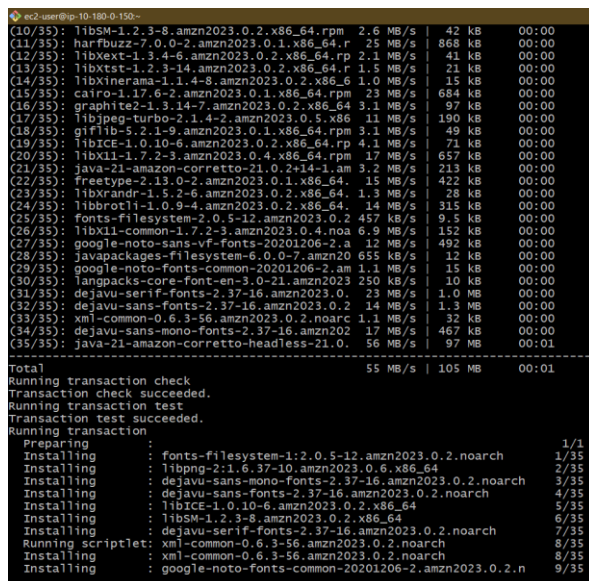 ec2-user@ip-10-180-0-150:~
(10/35): libSM-1.2.3-8.amzn2023.0.2.x86_64.rpm 2.6 MB/s | 42 kB 00:00
(11/35): harfbuzz-7.0.0-2.amzn2023.0.1.x86_64.r 25 MB/s | 868 kB 00:00
(12/35): libXext-1.3.4-6.amzn2023.0.2.x86_64.rp 2.1 MB/s | 41 kB 00:00
(13/35): libXtst-1.2.3-14.amzn2023.0.2.x86_64.r 1.5 MB/s | 21 kB 00:00
(14/35): libXinerama-1.1.4-8.amzn2023.0.2.x86_6 1.0 MB/s | 15 kB 00:00
(15/35): cairo-1.17.6-2.amzn2023.0.1.x86_64.rpm 23 MB/s | 684 kB 00:00
(16/35): graphite2-1.3.14-7.amzn2023.0.2.x86_64 3.1 MB/s | 97 kB 00:00
(17/35): libjpeg-turbo-2.1.4-2.amzn2023.0.5.x86 11 MB/s | 190 kB 00:00
(18/35): giflib-5.2.1-9.amzn2023.0.1.x86_64.rpm 3.1 MB/s | 49 kB 00:00
(19/35): libICE-1.0.10-6.amzn2023.0.2.x86_64.rp 4.1 MB/s | 71 kB 00:00
(20/35): libX11-1.7.2-3.amzn2023.0.4.x86_64.rpm 17 MB/s | 657 kB 00:00
(21/35): java-21-amazon-corretto-21.0.2+14-1.am 3.2 MB/s | 213 kB 00:00
(22/35): freetype-2.13.0-2.amzn2023.0.1.x86_64. 15 MB/s | 422 kB 00:00
(23/35): libXrandr-1.5.2-6.amzn2023.0.2.x86_64. 1.3 MB/s | 28 kB 00:00
(24/35): libbrotli-1.0.9-4.amzn2023.0.2.x86_64. 14 MB/s | 315 kB 00:00
(25/35): fonts-filesystem-2.0.5-12.amzn2023.0.2 457 kB/s | 9.5 kB 00:00
(26/35): libX11-common-1.7.2-3.amzn2023.0.4.noa 6.9 MB/s | 152 kB 00:00
(27/35): google-noto-sans-vf-fonts-20201206-2.a 12 MB/s | 492 kB 00:00
(28/35): javapackages-filesystem-6.0.0-7.amzn20 655 kB/s | 12 kB 00:00
(29/35): google-noto-fonts-common-20201206-2.am 1.1 MB/s | 15 kB 00:00
(30/35): langpacks-core-font-en-3.0-21.amzn2023 250 kB/s | 10 kB 00:00
(31/35): dejavu-serif-fonts-2.37-16.amzn2023.0. 23 MB/s | 1.0 MB 00:00
(32/35): dejavu-sans-fonts-2.37-16.amzn2023.0.2 14 MB/s | 1.3 MB 00:00
(33/35): xml-common-0.6.3-56.amzn2023.0.2.noarc 1.1 MB/s | 32 kB 00:00
(34/35): dejavu-sans-mono-fonts-2.37-16.amzn202 17 MB/s | 467 kB 00:00
(35/35): java-21-amazon-corretto-headless-21.0. 56 MB/s | 97 MB 00:01
--------------------------------------------------------------------------------
Total 55 MB/s | 105 MB 00:01
Running transaction check
Transaction check succeeded.
Running transaction test
Transaction test succeeded.
Running transaction
Preparing : 1/1
Installing : fonts-filesystem-1:2.0.5-12.amzn2023.0.2.noarch 1/35
Installing : libpng-2:1.6.37-10.amzn2023.0.6.x86_64 2/35
Installing : dejavu-sans-mono-fonts-2.37-16.amzn2023.0.2.noarch 3/35
Installing : dejavu-sans-fonts-2.37-16.amzn2023.0.2.noarch 4/35
Installing : libICE-1.0.10-6.amzn2023.0.2.x86_64 5/35
Installing : libSM-1.2.3-8.amzn2023.0.2.x86_64 6/35
Installing : dejavu-serif-fonts-2.37-16.amzn2023.0.2.noarch 7/35
Running scriptlet: xml-common-0.6.3-56.amzn2023.0.2.noarch 8/35
Installing : xml-common-0.6.3-56.amzn2023.0.2.noarch 8/35
Installing : google-noto-fonts-common-20201206-2.amzn2023.0.2.n 9/35